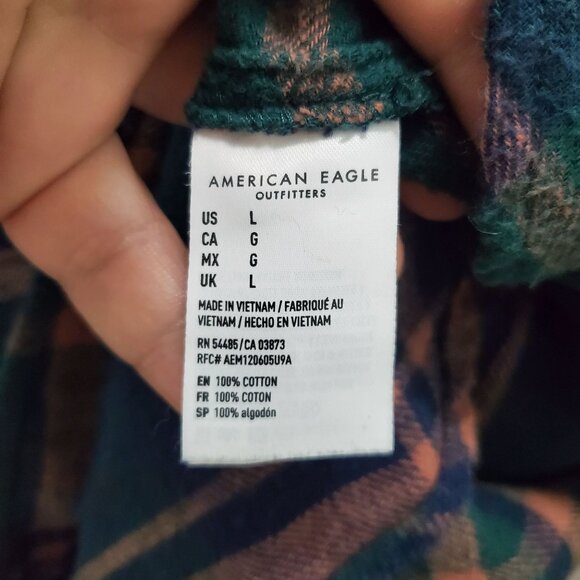 AMERICAN EAGLE
OUTFITTERS
US L
CA G
MX G
UK L
MADE IN VIETNAM / FABRIQUÉ AU
VIETNAM / HECHO EN VIETNAM
RN 54485/CA 03873
RFC# AEM120605U9A
EN 100% COTTON
FR 100% COTON
SP 100% algodón